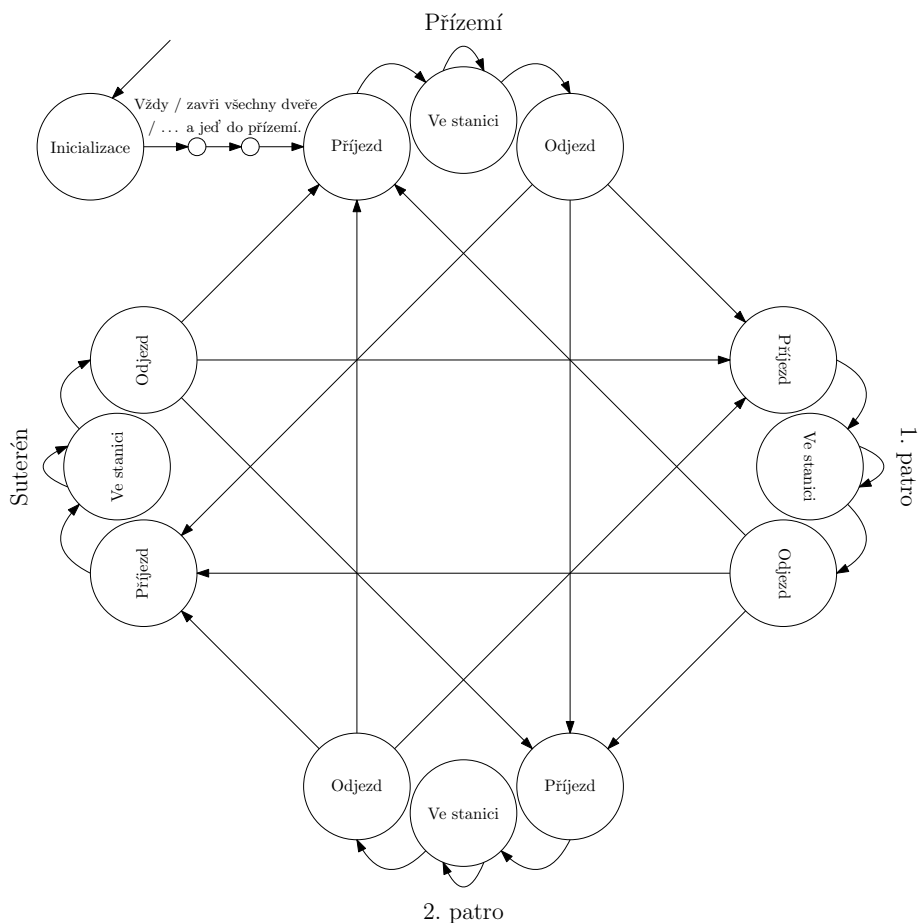 Přízemí
Vždy / zavři všechny dveře
/ … a jeď do přízemí.
Inicializace
Příjezd
Ve stanici
Odjezd
Suterén
Odjezd
Ve stanici
Příjezd
Příjezd
Ve stanici
Odjezd
1. patro
Odjezd
Ve stanici
Příjezd
2. patro